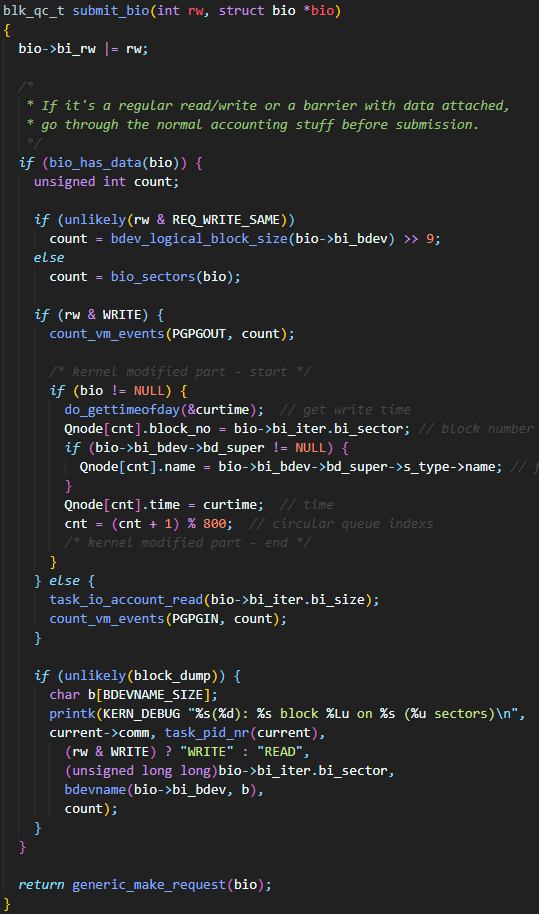 blk_qc_t submit_bio(int rw, struct bio *bio)
{
  bio->bi_rw |= rw;

  /*
   * If it's a regular read/write or a barrier with data attached,
   * go through the normal accounting stuff before submission.
   */
  if (bio_has_data(bio)) {
    unsigned int count;

    if (unlikely(rw & REQ_WRITE_SAME))
      count = bdev_logical_block_size(bio->bi_bdev) >> 9;
    else
      count = bio_sectors(bio);

    if (rw & WRITE) {
      count_vm_events(PGPGOUT, count);

      /* kernel modified part - start */
      if (bio != NULL) {
        do_gettimeofday(&curtime);  // get write time
        Qnode[cnt].block_no = bio->bi_iter.bi_sector; // block number
        if (bio->bi_bdev->bd_super != NULL) {
          Qnode[cnt].name = bio->bi_bdev->bd_super->s_type->name; //
        }
        Qnode[cnt].time = curtime;  // time
        cnt = (cnt + 1) % 800;  // circular queue indexs
        /* kernel modified part - end */
      }
    } else {
      task_io_account_read(bio->bi_iter.bi_size);
      count_vm_events(PGPGIN, count);
    }

    if (unlikely(block_dump)) {
      char b[BDEVNAME_SIZE];
      printk(KERN_DEBUG "%s(%d): %s block %Lu on %s (%u sectors)\n",
      current->comm, task_pid_nr(current),
        (rw & WRITE) ? "WRITE" : "READ",
        (unsigned long long)bio->bi_iter.bi_sector,
        bdevname(bio->bi_bdev, b),
        count);
    }
  }

  return generic_make_request(bio);
}